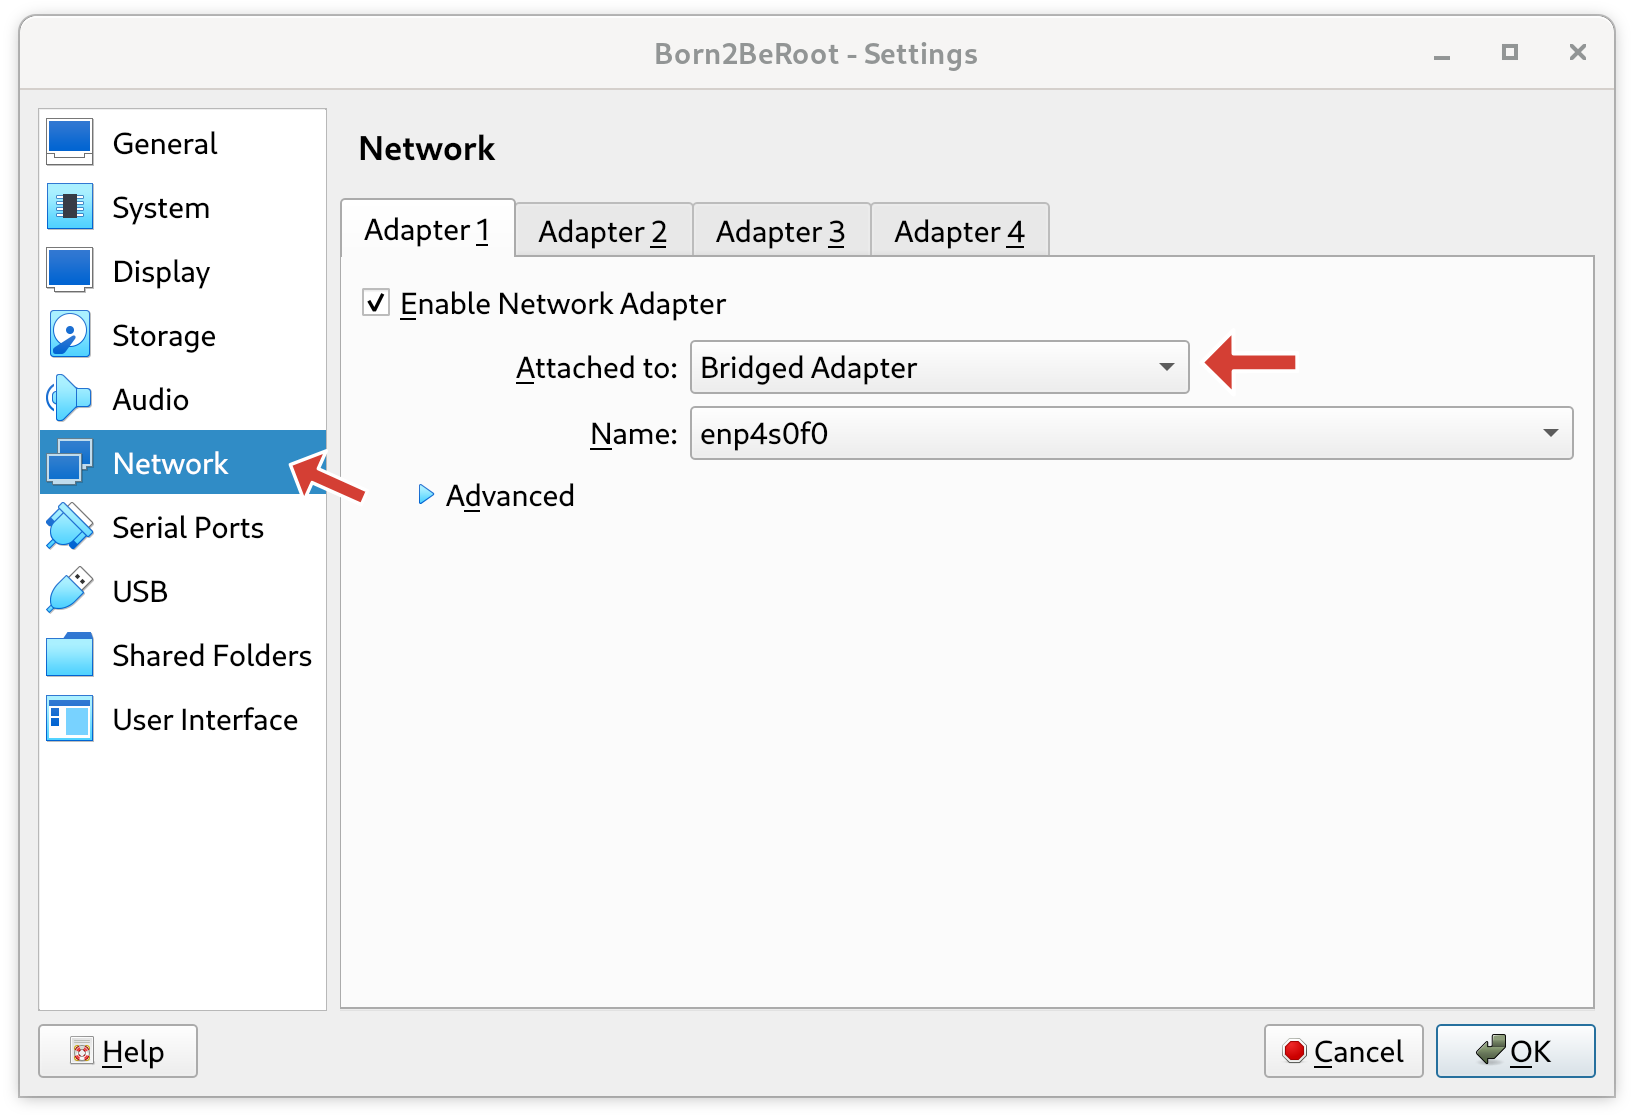 Born2BeRoot - Settings
General
System
Display
Storage
Audio
Network
Serial Ports
USB
Shared Folders
User Interface
Network
Adapter 1
Adapter 2
Adapter 3
Adapter 4
Enable Network Adapter
Attached to: Bridged Adapter
Name: enp4s0f0
Advanced
Help
Cancel
OK